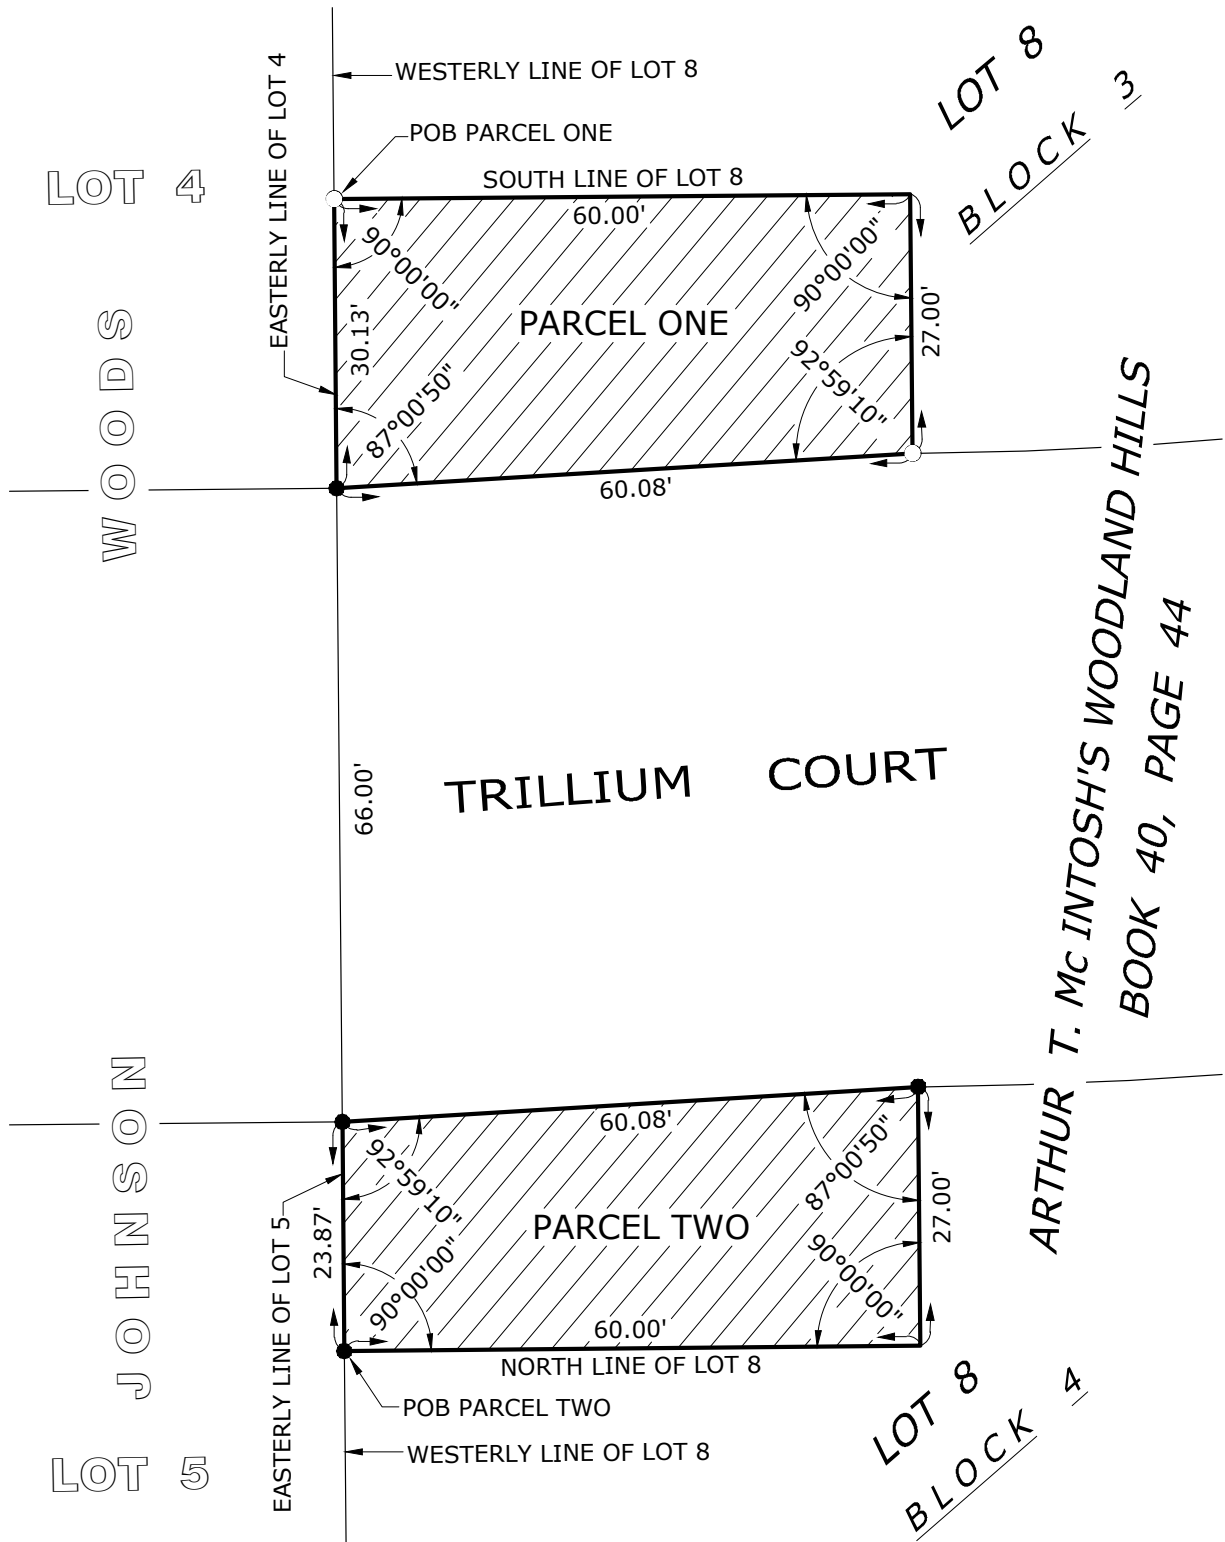 WESTERLY LINE OF LOT 8
POB PARCEL ONE
LOT 8
BLOCK 3
LOT 4
EASTERLY LINE OF LOT 4
SOUTH LINE OF LOT 8
60.00'
90°00'00"
90°00'00"
30.13'
PARCEL ONE
27.00'
87°00'50"
92°59'10"
60.08'
WOODS
ARTHUR T. Mc INTOSH'S WOODLAND HILLS
BOOK 40, PAGE 44
66.00'
TRILLIUM COURT
JOHNSON
60.08'
92°59'10"
87°00'50"
EASTERLY LINE OF LOT 5
23.87'
PARCEL TWO
27.00'
90°00'00"
90°00'00"
60.00'
NORTH LINE OF LOT 8
POB PARCEL TWO
WESTERLY LINE OF LOT 8
LOT 5
LOT 8
BLOCK 4